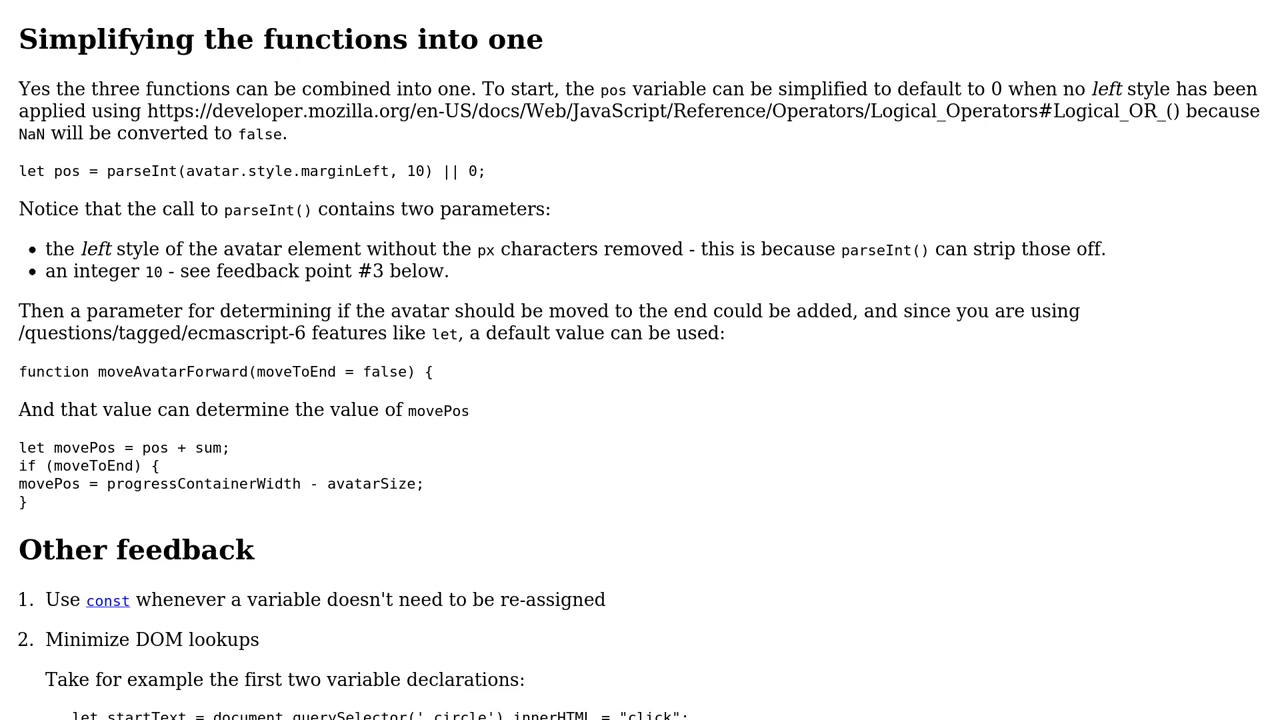 Simplifying the functions into one
Yes the three functions can be combined into one. To start, the pos variable can be simplified to default to 0 when no left style has been
applied using https://developer.mozilla.org/en-US/docs/Web/JavaScript/Reference/Operators/Logical_Operators#Logical_OR_() because
NaN will be converted to false.
let pos = parseInt(avatar.style.marginLeft, 10) || 0;
Notice that the call to parseInt() contains two parameters:
• the left style of the avatar element without the px characters removed - this is because parseInt() can strip those off.
• an integer 10 - see feedback point #3 below.
Then a parameter for determining if the avatar should be moved to the end could be added, and since you are using
/questions/tagged/ecmascript-6 features like let, a default value can be used:
function moveAvatarForward(moveToEnd = false) {
And that value can determine the value of movePos
let movePos = pos + sum;
if (moveToEnd) {
movePos = progressContainerWidth - avatarSize;
}
Other feedback
1. Use const whenever a variable doesn't need to be re-assigned
2. Minimize DOM lookups
Take for example the first two variable declarations:
let startText = document.querySelector('.circle').innerHTML = "click";